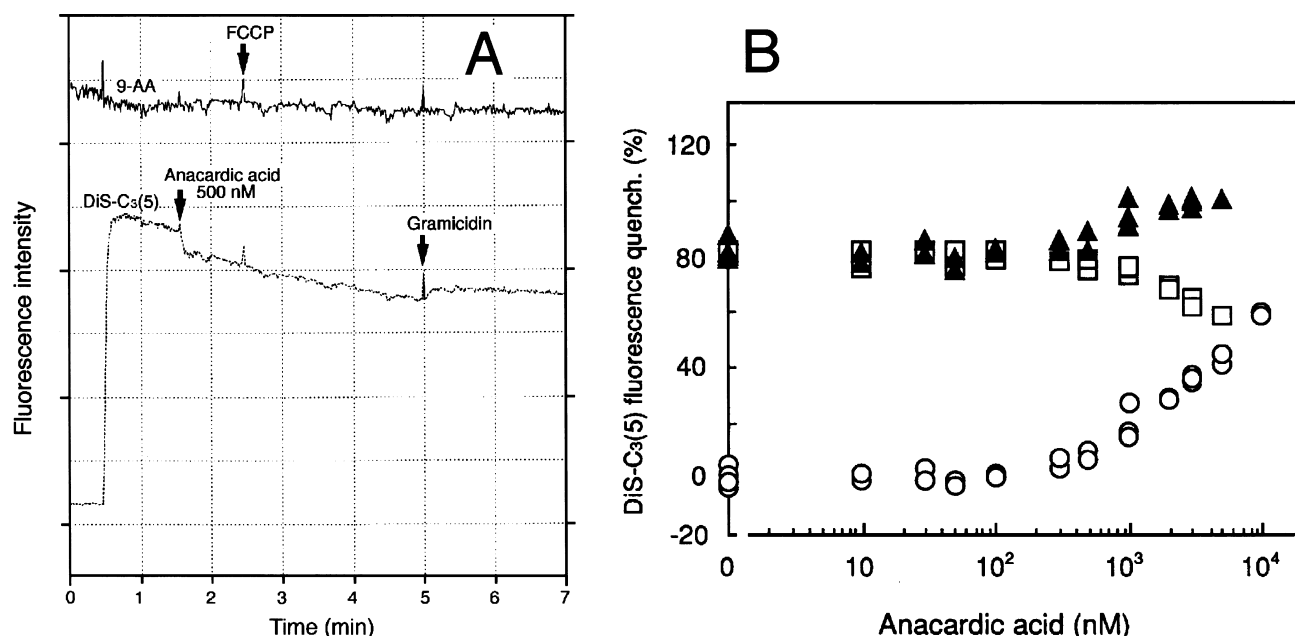 A
FCCP
9-AA
Anacardic acid
500 nM
DiS-C3(5)
Gramicidin
Fluorescence intensity
0 1 2 3 4 5 6 7
Time (min)
B
DiS-C3(5) fluorescence quench. (%)
120
80
40
0
-20
0 10 10² 10³ 10⁴
Anacardic acid (nM)